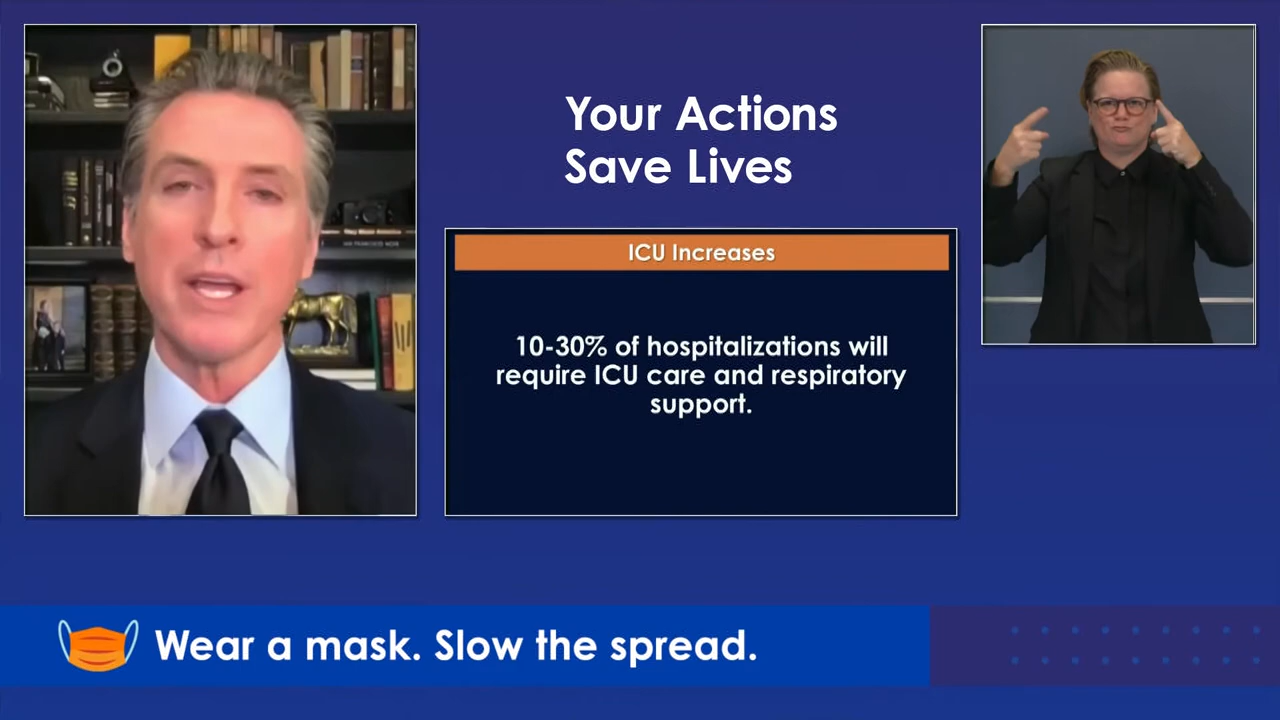 Your Actions
Save Lives
ICU Increases
10-30% of hospitalizations will
require ICU care and respiratory
support.
Wear a mask. Slow the spread.